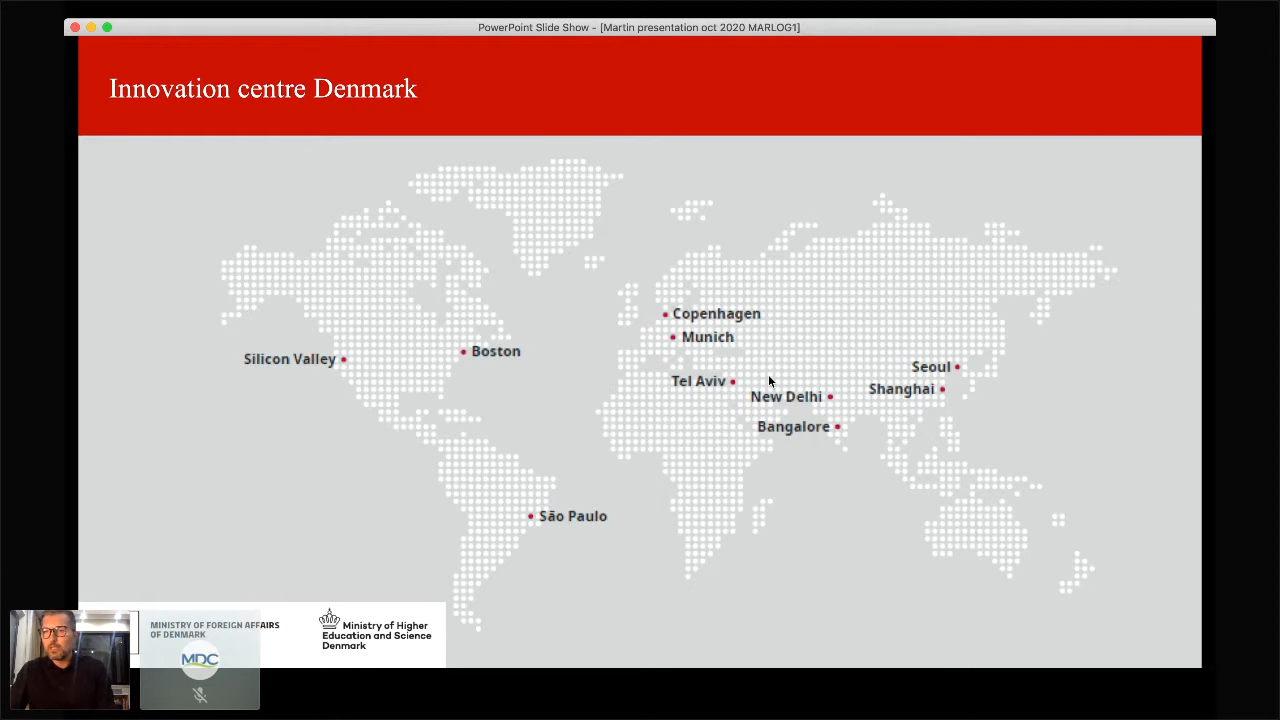 PowerPoint Slide Show - [Martin presentation oct 2020 MARLOG1]
Innovation centre Denmark
Copenhagen
Munich
Silicon Valley
Boston
Seoul
Tel Aviv
Shanghai
New Delhi
Bangalore
São Paulo
MINISTRY OF FOREIGN AFFAIRS
OF DENMARK
Ministry of Higher
Education and Science
Denmark
MDC